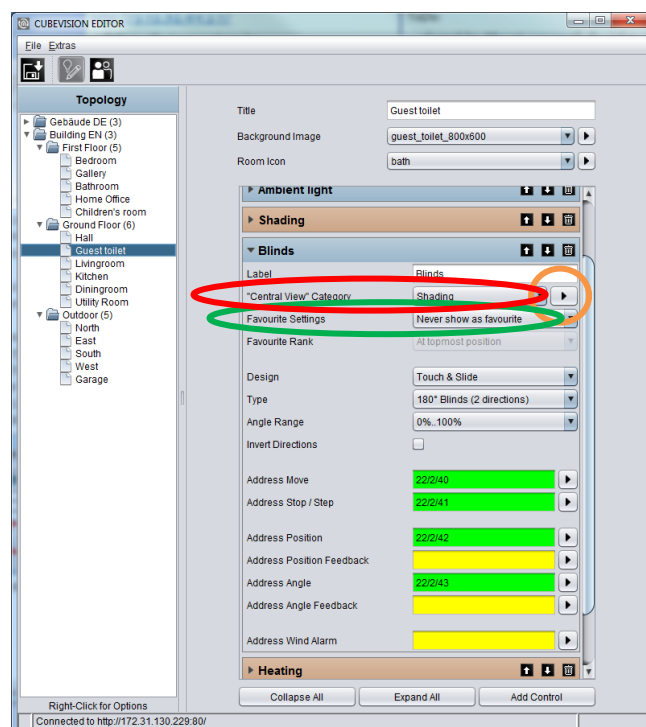 CUBEVISION EDITOR
File Extras
Topology
Gebäude DE (3)
Building EN (3)
First Floor (5)
Bedroom
Gallery
Bathroom
Home Office
Children's room
Ground Floor (6)
Hall
Guest toilet
Livingroom
Kitchen
Diningroom
Utility Room
Outdoor (5)
North
East
South
West
Garage
Right-Click for Options
Title Guest toilet
Background Image guest_toilet_800x600
Room Icon bath
Ambient light
Shading
Blinds
Label Blinds
"Central View" Category Shading
Favourite Settings Never show as favourite
Favourite Rank At topmost position
Design Touch & Slide
Type 180° Blinds (2 directions)
Angle Range 0%..100%
Invert Directions
Address Move 22/2/40
Address Stop / Step 22/2/41
Address Position 22/2/42
Address Position Feedback
Address Angle 22/2/43
Address Angle Feedback
Address Wind Alarm
Heating
Collapse All Expand All Add Control
Connected to http://172.31.130.229:80/